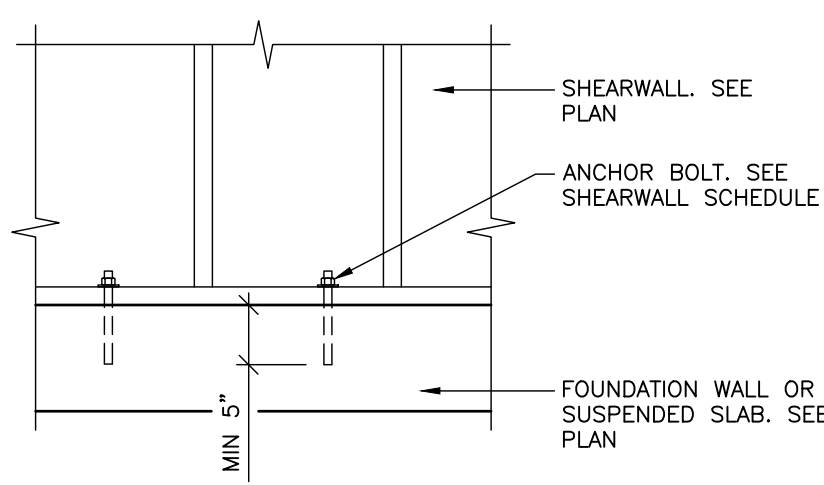 SHEARWALL. SEE
PLAN
ANCHOR BOLT. SEE
SHEARWALL SCHEDULE
FOUNDATION WALL OR
SUSPENDED SLAB. SEE
PLAN
MIN 5"